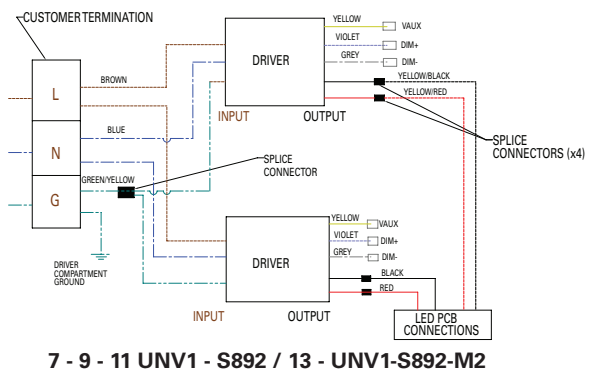 CUSTOMER TERMINATION
L
N
G
BROWN
BLUE
GREEN/YELLOW
SPLICE
CONNECTOR
DRIVER
COMPARTMENT
GROUND
DRIVER
INPUT
OUTPUT
YELLOW
VAUX
VIOLET
DIM+
GREY
DIM-
YELLOW/BLACK
YELLOW/RED
SPLICE
CONNECTORS (x4)
DRIVER
INPUT
OUTPUT
YELLOW
VAUX
VIOLET
DIM+
GREY
DIM-
BLACK
RED
LED PCB
CONNECTIONS
7 - 9 - 11 UNV1 - S892 / 13 - UNV1-S892-M2